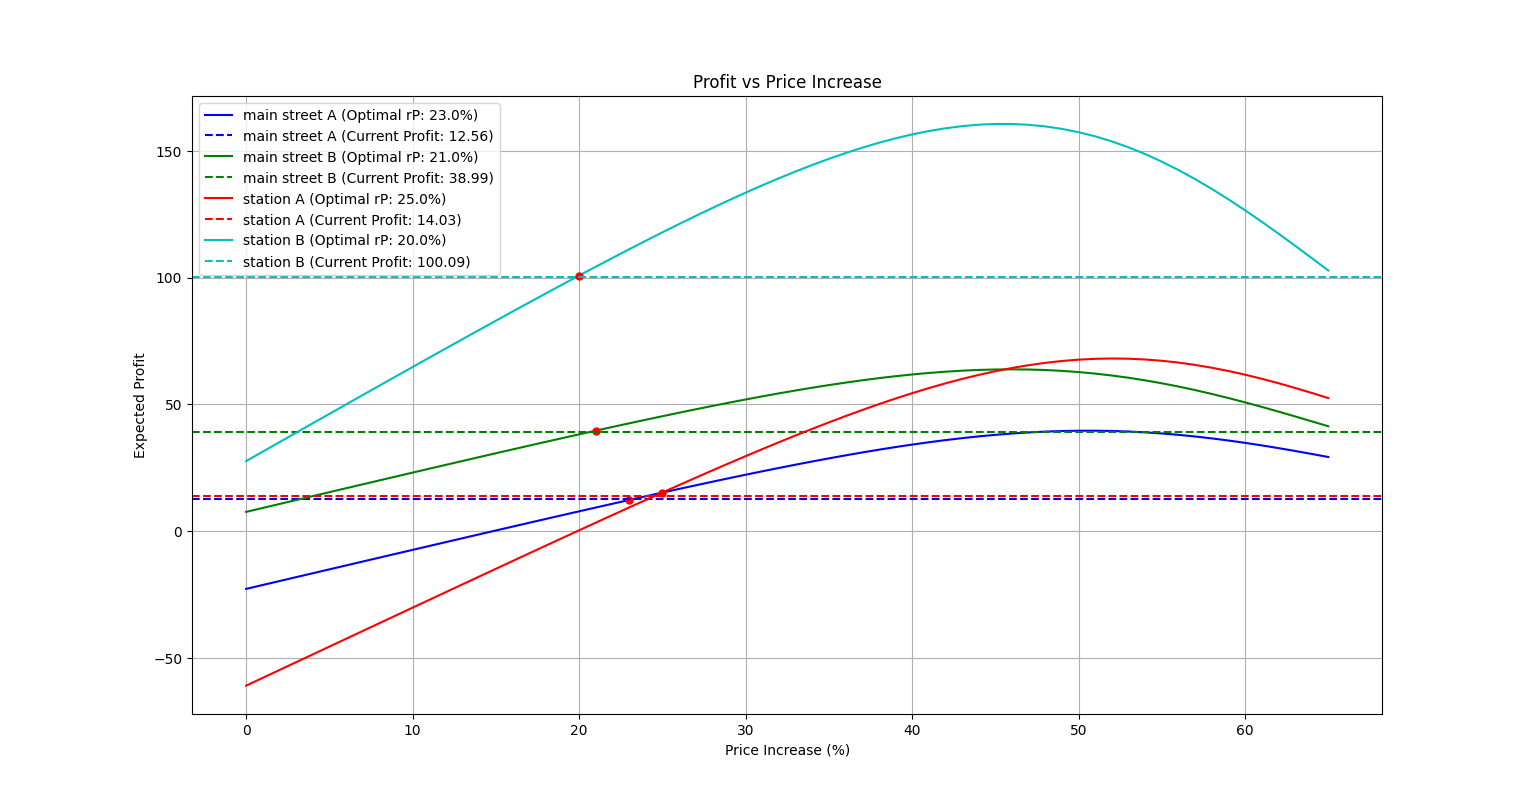 Profit vs Price Increase
main street A (Optimal rP: 23.0%)
main street A (Current Profit: 12.56)
main street B (Optimal rP: 21.0%)
main street B (Current Profit: 38.99)
station A (Optimal rP: 25.0%)
station A (Current Profit: 14.03)
station B (Optimal rP: 20.0%)
station B (Current Profit: 100.09)
150
100
50
0
−50
Expected Profit
0 10 20 30 40 50 60
Price Increase (%)